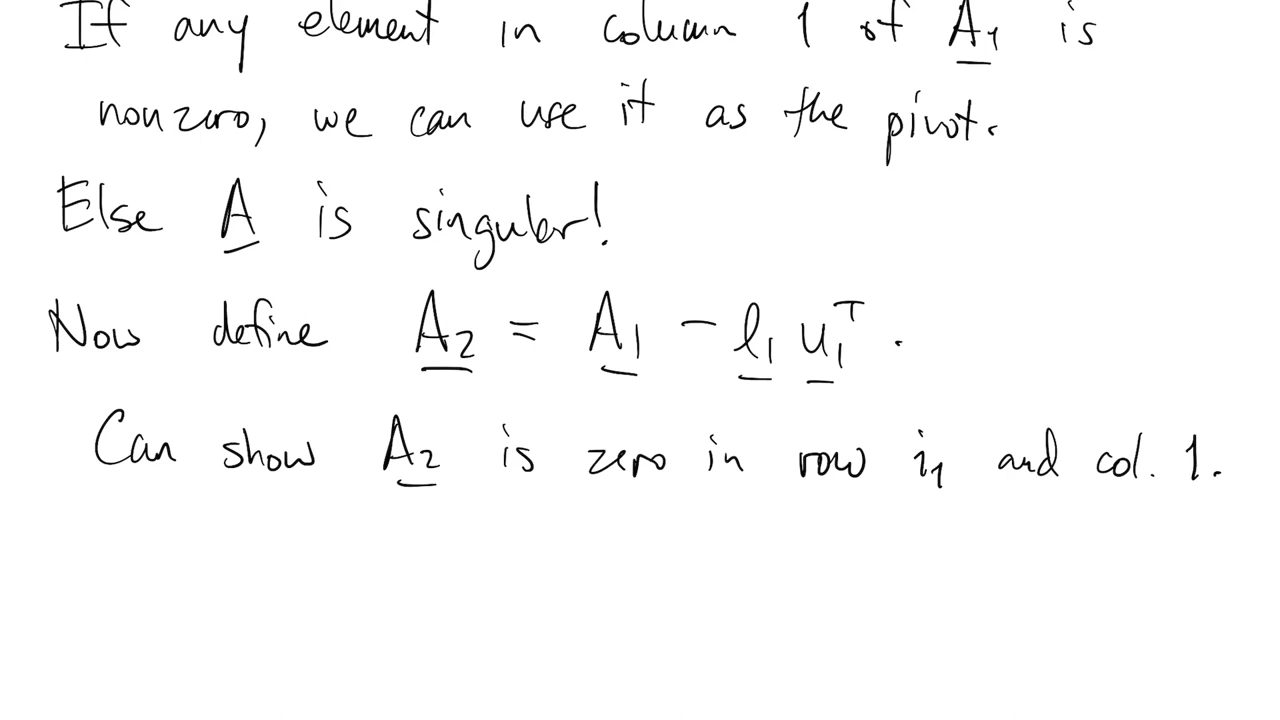 If any element in column 1 of A₁ is
nonzero, we can use it as the pivot.
Else A is singular!
Now define A₂ = A₁ - ℓ₁ u₁ᵀ .
Can show A₂ is zero in row i₁ and col. 1.